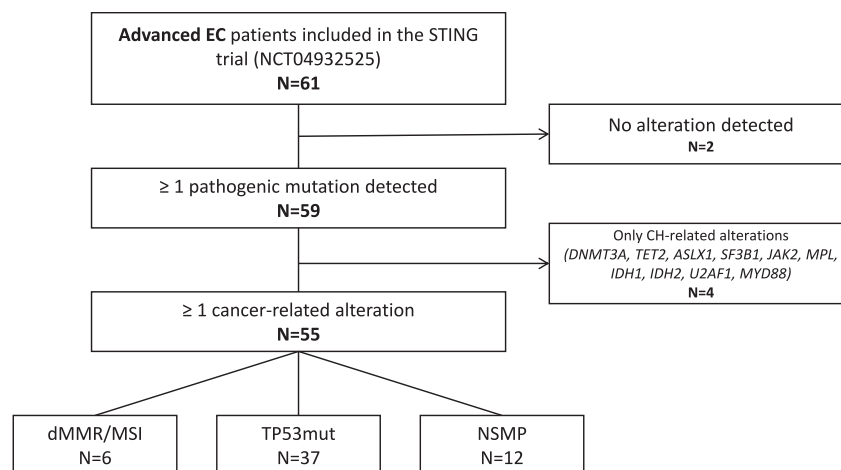 Advanced EC patients included in the STING
trial (NCT04932525)
N=61
No alteration detected
N=2
≥ 1 pathogenic mutation detected
N=59
Only CH-related alterations
(DNMT3A, TET2, ASLX1, SF3B1, JAK2, MPL,
IDH1, IDH2, U2AF1, MYD88)
N=4
≥ 1 cancer-related alteration
N=55
dMMR/MSI
N=6
TP53mut
N=37
NSMP
N=12